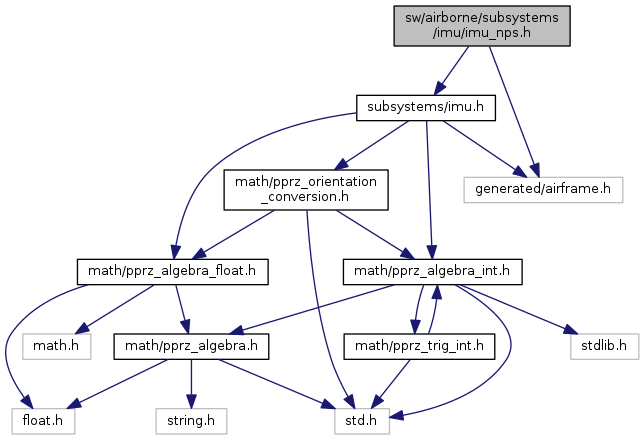 sw/airborne/subsystems
/imu/imu_nps.h
subsystems/imu.h
math/pprz_orientation
_conversion.h
generated/airframe.h
math/pprz_algebra_float.h
math/pprz_algebra_int.h
math.h
math/pprz_algebra.h
math/pprz_trig_int.h
stdlib.h
float.h
string.h
std.h